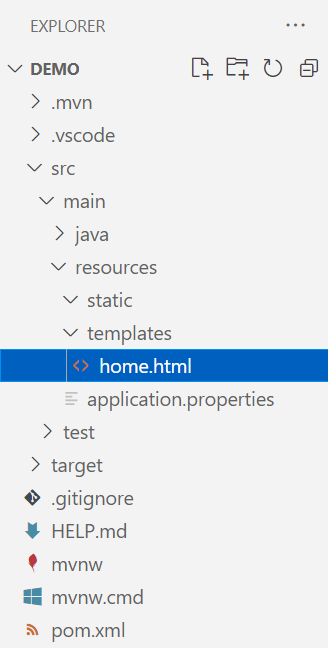 EXPLORER
DEMO
.mvn
.vscode
src
main
java
resources
static
templates
home.html
application.properties
test
target
.gitignore
HELP.md
mvnw
mvnw.cmd
pom.xml